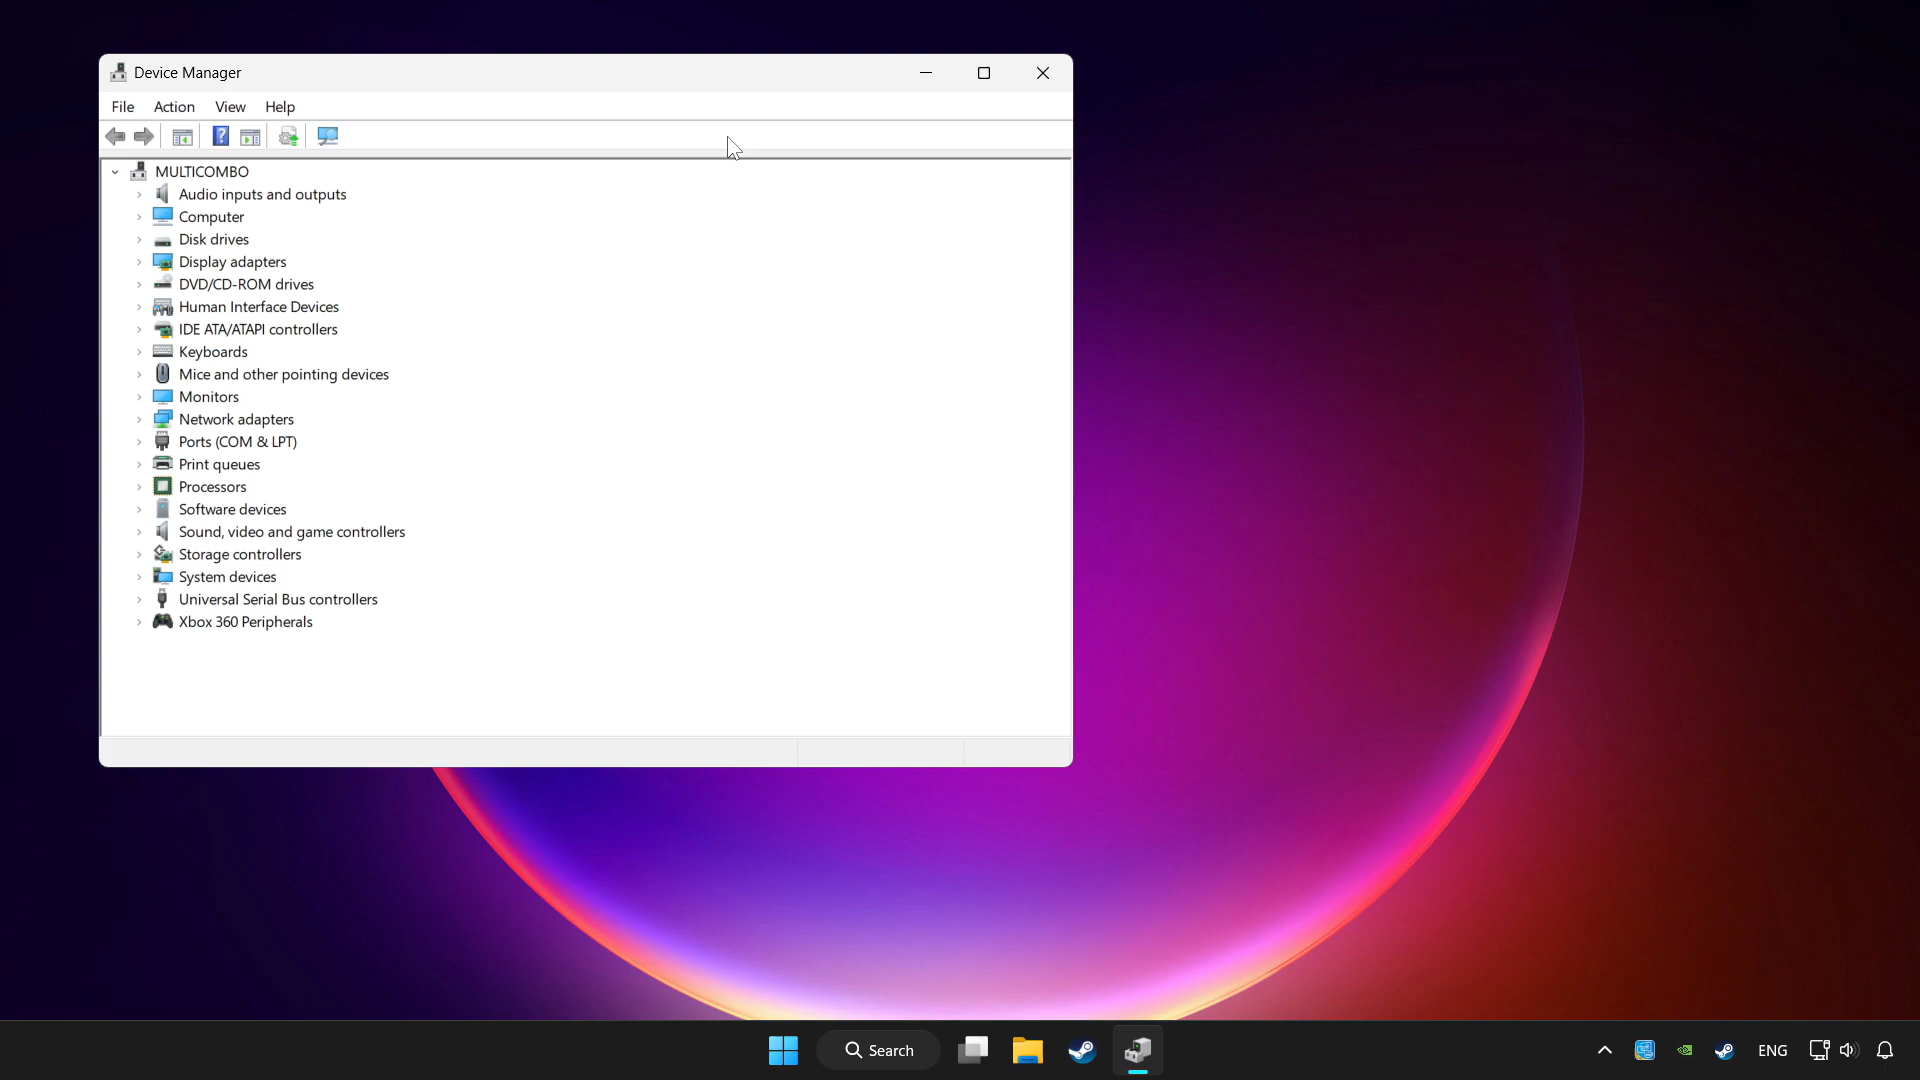 Device Manager
File Action View Help
?
MULTICOMBO
Audio inputs and outputs
Computer
Disk drives
Display adapters
DVD/CD-ROM drives
Human Interface Devices
IDE ATA/ATAPI controllers
Keyboards
Mice and other pointing devices
Monitors
Network adapters
Ports (COM & LPT)
Print queues
Processors
Software devices
Sound, video and game controllers
Storage controllers
System devices
Universal Serial Bus controllers
Xbox 360 Peripherals
Search
ENG